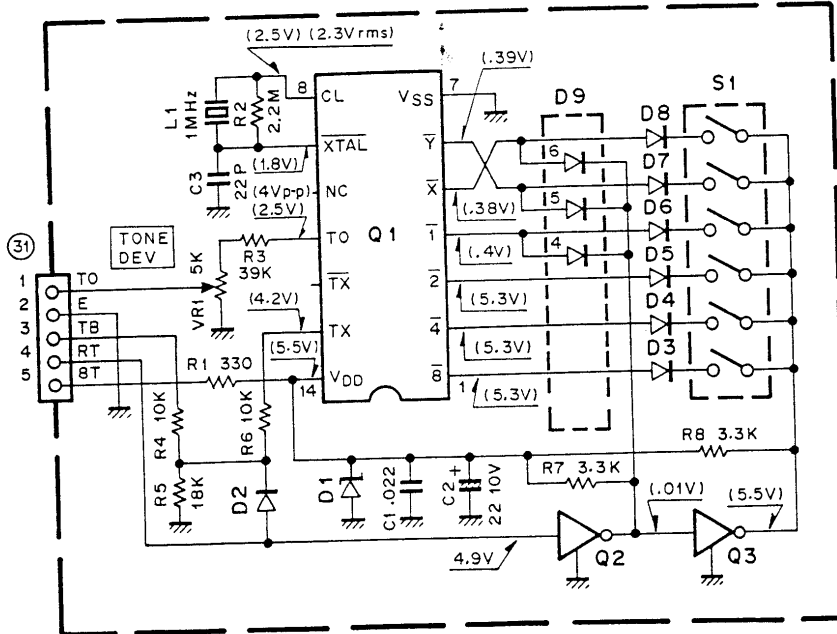 (2.5V) (2.3V rms)
(.39V)
8 CL
7
VSS
D9
S1
L1
1MHz
R2
2.2M
XTAL
(1.8V)
C3
22P
(4Vp-p)
NC
(2.5V)
Y
X
(.38V)
6
5
4
D8
D7
D6
D5
D4
D3
31
TONE
DEV
R3
39K
TO
Q1
1
(.4V)
2
(5.3V)
4
(5.3V)
8
1
(5.3V)
5K
VR1
TX
(4.2V)
TX
(5.5V)
VDD
14
1 TO
2 E
3 TB
4 RT
5 8T
R1 330
R4
10K
R6
10K
R5
18K
D2
D1
C1 .022
C2 +
22 10V
R8 3.3K
R7 3.3K
(.01V)
(5.5V)
4.9V
Q2
Q3